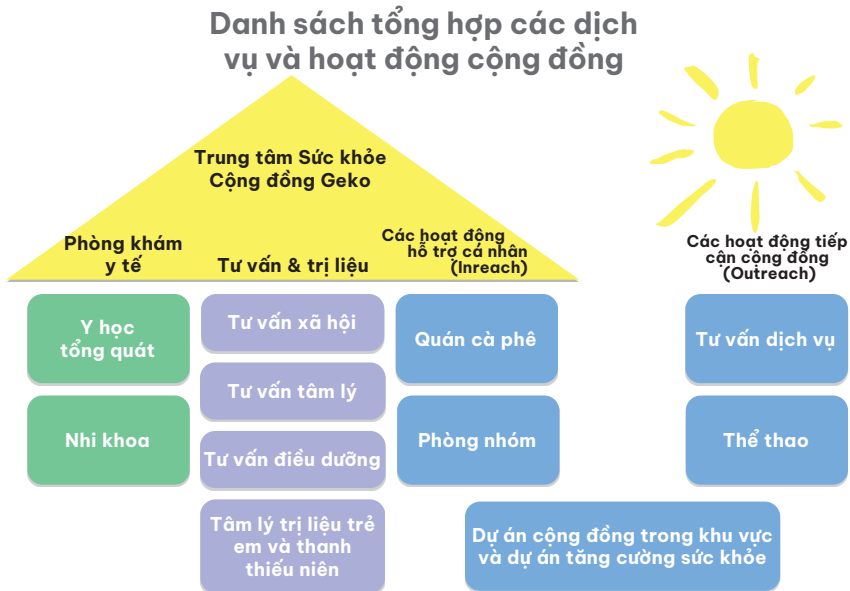 Danh sách tổng hợp các dịch
vụ và hoạt động cộng đồng
Trung tâm Sức khỏe
Cộng đồng Geko
Phòng khám
y tế
Tư vấn & trị liệu
Các hoạt động
hỗ trợ cá nhân
(Inreach)
Các hoạt động tiếp
cận cộng đồng
(Outreach)
Y học
tổng quát
Nhi khoa
Tư vấn xã hội
Tư vấn tâm lý
Tư vấn điều dưỡng
Tâm lý trị liệu trẻ
em và thanh
thiếu niên
Quán cà phê
Phòng nhóm
Tư vấn dịch vụ
Thể thao
Dự án cộng đồng trong khu vực
và dự án tăng cường sức khỏe